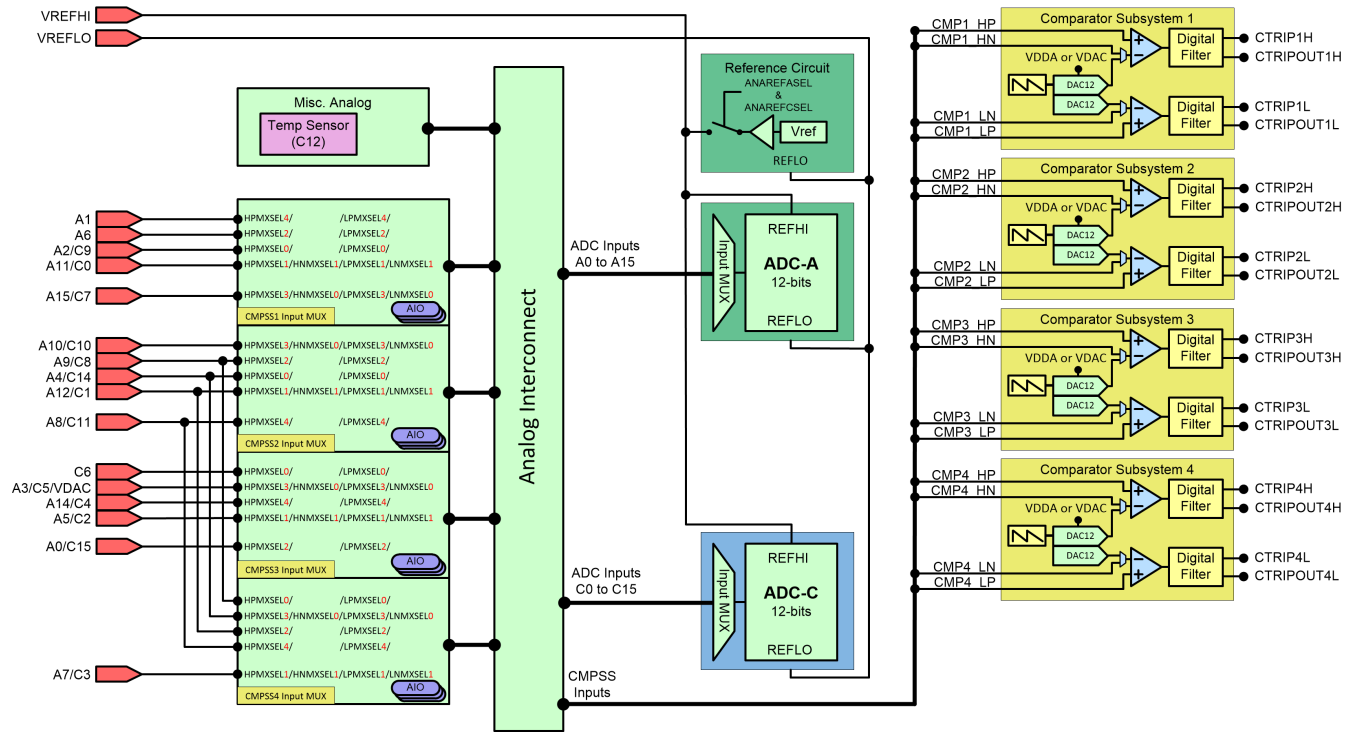 VREFHI
VREFLO
Misc. Analog
Temp Sensor
(C12)
A1
A6
A2/C9
A11/C0
A15/C7
HPMXSEL4/ /LPMXSEL4/
HPMXSEL2/ /LPMXSEL2/
HPMXSEL0/ /LPMXSEL0/
HPMXSEL1/HNMXSEL1/LPMXSEL1/LNMXSEL1
HPMXSEL3/HNMXSEL0/LPMXSEL3/LNMXSEL0
CMPSS1 Input MUX
AIO
A10/C10
A9/C8
A4/C14
A12/C1
A8/C11
HPMXSEL3/HNMXSEL0/LPMXSEL3/LNMXSEL0
HPMXSEL2/ /LPMXSEL2/
HPMXSEL0/ /LPMXSEL0/
HPMXSEL1/HNMXSEL1/LPMXSEL1/LNMXSEL1
HPMXSEL4/ /LPMXSEL4/
CMPSS2 Input MUX
AIO
C6
A3/C5/VDAC
A14/C4
A5/C2
A0/C15
HPMXSEL0/ /LPMXSEL0/
HPMXSEL3/HNMXSEL0/LPMXSEL3/LNMXSEL0
HPMXSEL4/ /LPMXSEL4/
HPMXSEL1/HNMXSEL1/LPMXSEL1/LNMXSEL1
HPMXSEL2/ /LPMXSEL2/
CMPSS3 Input MUX
AIO
HPMXSEL0/ /LPMXSEL0/
HPMXSEL3/HNMXSEL0/LPMXSEL3/LNMXSEL0
HPMXSEL2/ /LPMXSEL2/
HPMXSEL4/ /LPMXSEL4/
A7/C3
HPMXSEL1/HNMXSEL1/LPMXSEL1/LNMXSEL1
CMPSS4 Input MUX
AIO
Analog Interconnect
Reference Circuit
ANAREFASEL
&
ANAREFCSEL
Vref
REFLO
ADC Inputs
A0 to A15
Input MUX
REFHI
ADC-A
12-bits
REFLO
ADC Inputs
C0 to C15
Input MUX
REFHI
ADC-C
12-bits
REFLO
CMPSS
Inputs
CMP1_HP
CMP1_HN
CMP1_LN
CMP1_LP
Comparator Subsystem 1
VDDA or VDAC
DAC12
DAC12
Digital
Filter
Digital
Filter
CTRIP1H
CTRIPOUT1H
CTRIP1L
CTRIPOUT1L
CMP2_HP
CMP2_HN
CMP2_LN
CMP2_LP
Comparator Subsystem 2
VDDA or VDAC
DAC12
DAC12
Digital
Filter
Digital
Filter
CTRIP2H
CTRIPOUT2H
CTRIP2L
CTRIPOUT2L
CMP3_HP
CMP3_HN
CMP3_LN
CMP3_LP
Comparator Subsystem 3
VDDA or VDAC
DAC12
DAC12
Digital
Filter
Digital
Filter
CTRIP3H
CTRIPOUT3H
CTRIP3L
CTRIPOUT3L
CMP4_HP
CMP4_HN
CMP4_LN
CMP4_LP
Comparator Subsystem 4
VDDA or VDAC
DAC12
DAC12
Digital
Filter
Digital
Filter
CTRIP4H
CTRIPOUT4H
CTRIP4L
CTRIPOUT4L